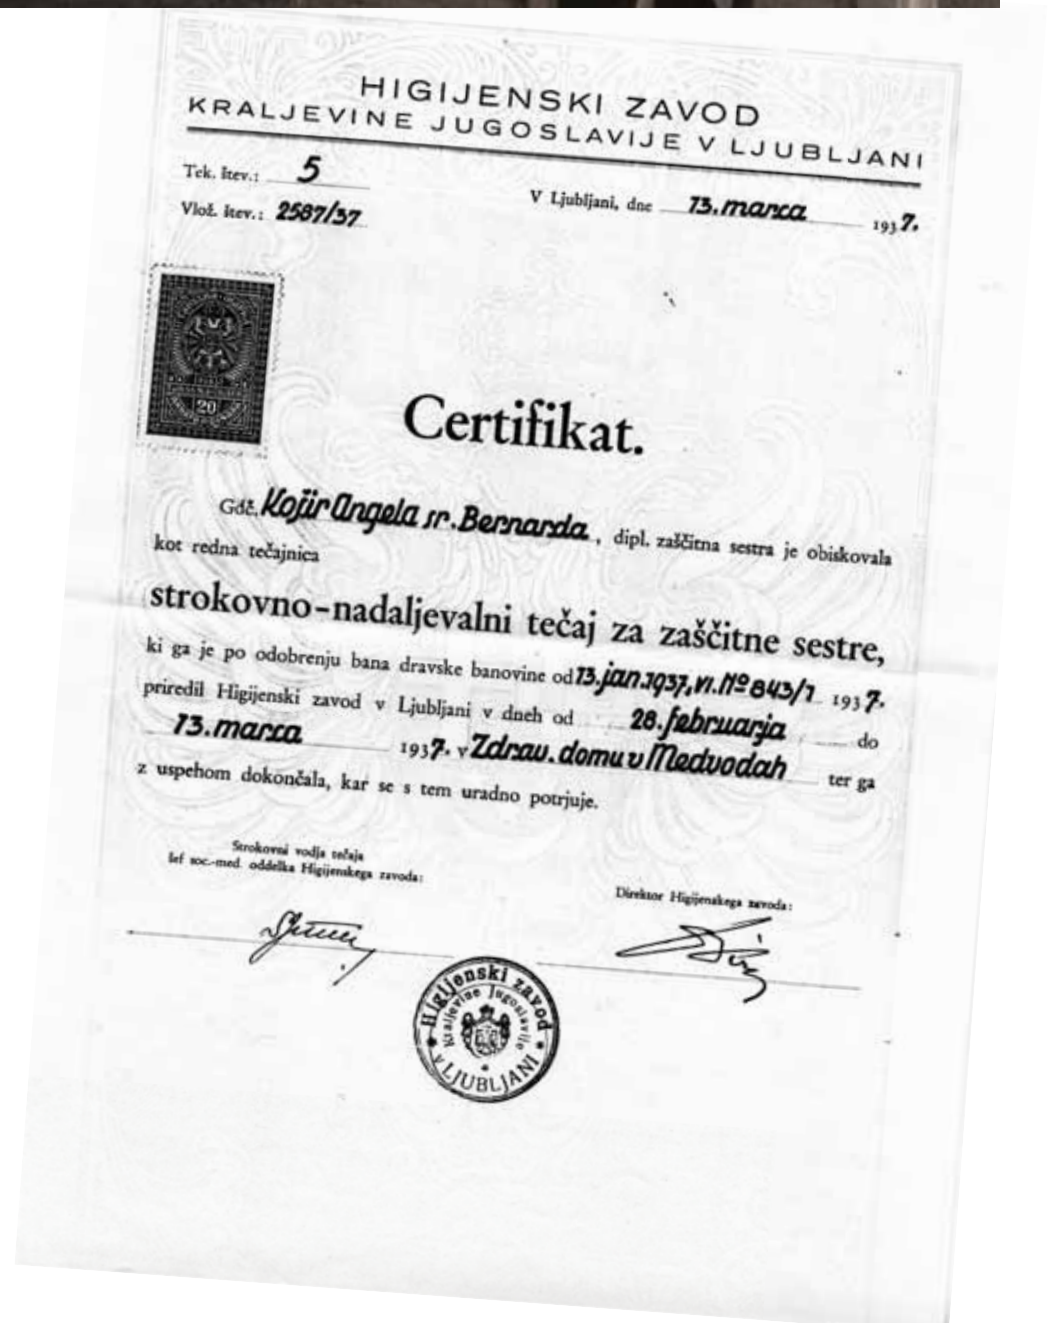 HIGIJENSKI ZAVOD
KRALJEVINE JUGOSLAVIJE V LJUBLJANI
Tek. štev.: 5
V Ljubljani, dne 13. marca 1937.
Vlož. štev.: 2587/37
20
Certifikat.
Gdč. Kojir Angela sr. Bernarda, dipl. zaščitna sestra je obiskovala
kot redna tečajnica
strokovno-nadaljevalni tečaj za zaščitne sestre,
ki ga je po odobrenju bana dravske banovine od 13. jan. 1937, VI. Nº 843/1 1937.
priredil Higijenski zavod v Ljubljani v dneh od 28. februarja do
13. marca 1937. v Zdrav. domu v Medvodah ter ga
z uspehom dokončala, kar se s tem uradno potrjuje.
Strokovni vodja tečaja
šef soc.-med. oddelka Higijenskega zavoda:
Direktor Higijenskega zavoda:
Higijenski zavod
Kraljevine Jugoslavije
v LJUBLJANI